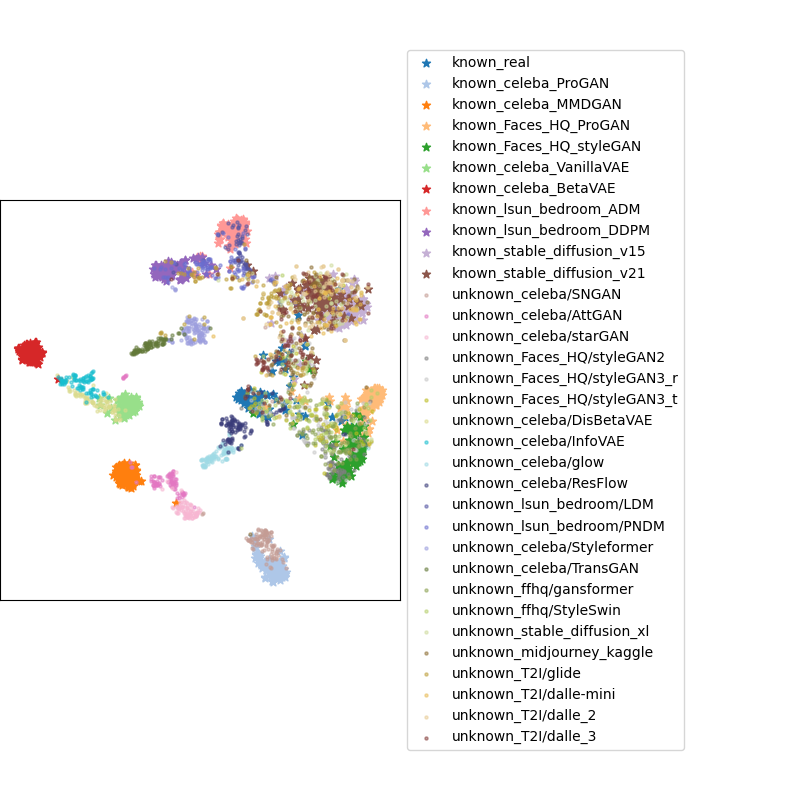 known_real
known_celeba_ProGAN
known_celeba_MMDGAN
known_Faces_HQ_ProGAN
known_Faces_HQ_styleGAN
known_celeba_VanillaVAE
known_celeba_BetaVAE
known_lsun_bedroom_ADM
known_lsun_bedroom_DDPM
known_stable_diffusion_v15
known_stable_diffusion_v21
unknown_celeba/SNGAN
unknown_celeba/AttGAN
unknown_celeba/starGAN
unknown_Faces_HQ/styleGAN2
unknown_Faces_HQ/styleGAN3_r
unknown_Faces_HQ/styleGAN3_t
unknown_celeba/DisBetaVAE
unknown_celeba/InfoVAE
unknown_celeba/glow
unknown_celeba/ResFlow
unknown_lsun_bedroom/LDM
unknown_lsun_bedroom/PNDM
unknown_celeba/Styleformer
unknown_celeba/TransGAN
unknown_ffhq/gansformer
unknown_ffhq/StyleSwin
unknown_stable_diffusion_xl
unknown_midjourney_kaggle
unknown_T2I/glide
unknown_T2I/dalle-mini
unknown_T2I/dalle_2
unknown_T2I/dalle_3